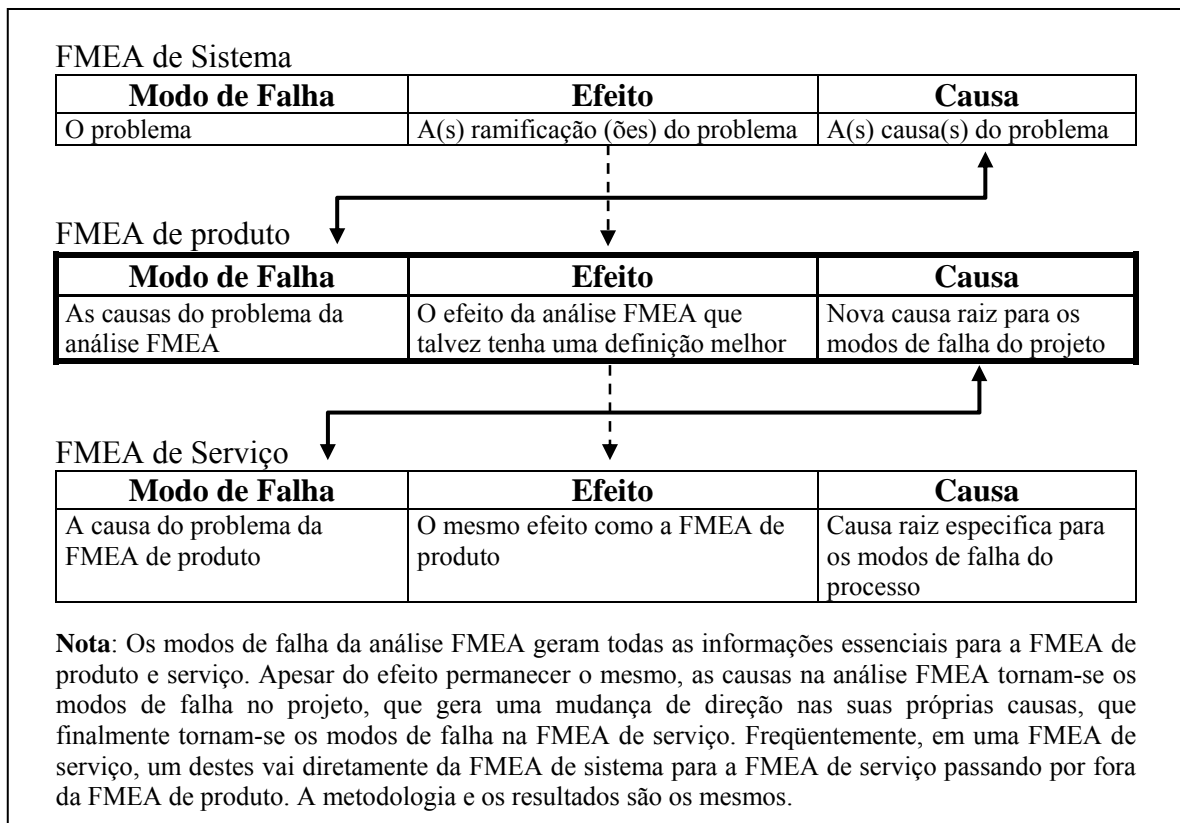 FMEA de Sistema
Modo de Falha Efeito Causa
O problema A(s) ramificação (ões) do problema A(s) causa(s) do problema
FMEA de produto
Modo de Falha Efeito Causa
As causas do problema da O efeito da análise FMEA que Nova causa raiz para os
análise FMEA talvez tenha uma definição melhor modos de falha do projeto
FMEA de Serviço
Modo de Falha Efeito Causa
A causa do problema da O mesmo efeito como a FMEA de Causa raiz especifica para
FMEA de produto produto os modos de falha do
processo
Nota: Os modos de falha da análise FMEA geram todas as informações essenciais para a FMEA de
produto e serviço. Apesar do efeito permanecer o mesmo, as causas na análise FMEA tornam-se os
modos de falha no projeto, que gera uma mudança de direção nas suas próprias causas, que
finalmente tornam-se os modos de falha na FMEA de serviço. Freqüentemente, em uma FMEA de
serviço, um destes vai diretamente da FMEA de sistema para a FMEA de serviço passando por fora
da FMEA de produto. A metodologia e os resultados são os mesmos.